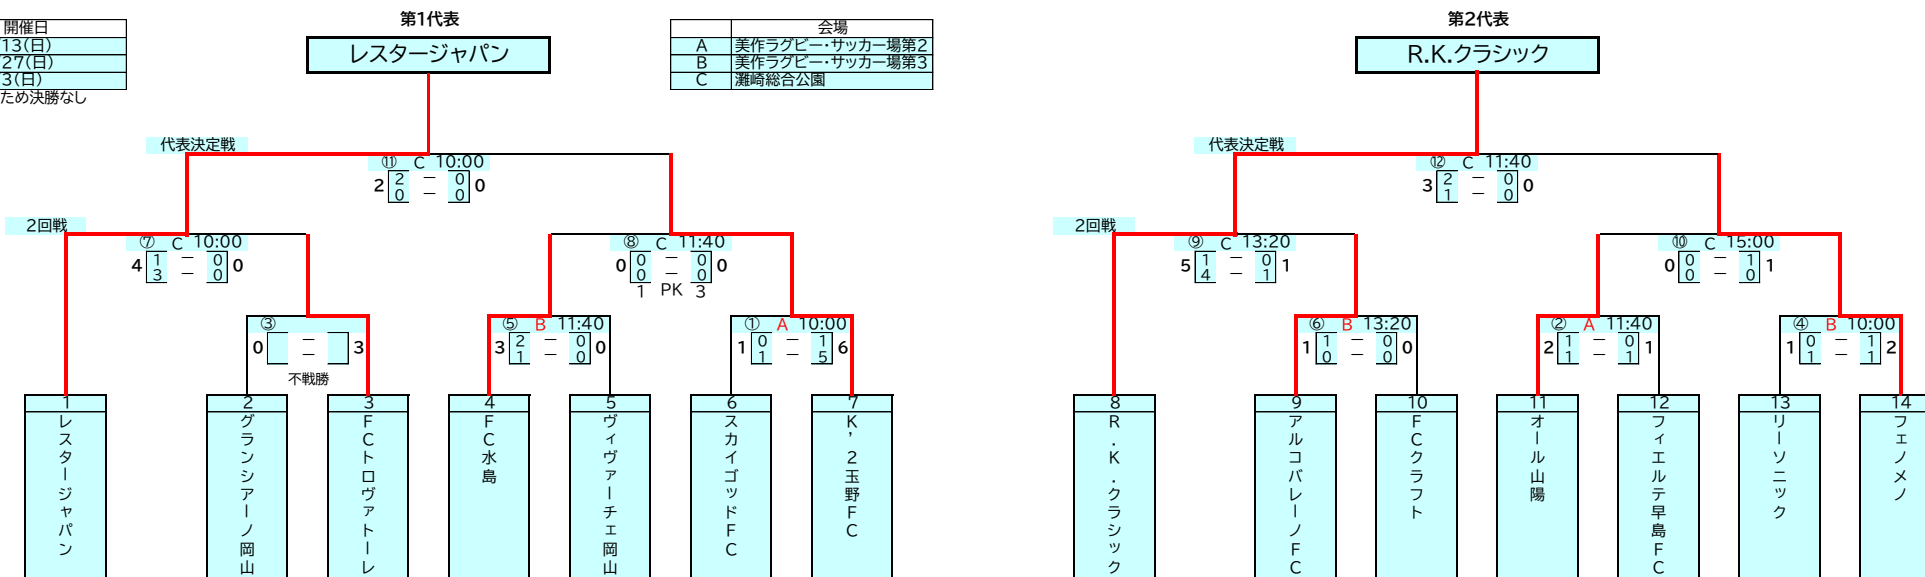 開催日
13(日)
27(日)
3(日)
ため決勝なし
第1代表
レスタージャパン
会場
A 美作ラグビー・サッカー場第2
B 美作ラグビー・サッカー場第3
C 灘崎総合公園
第2代表
R.K.クラシック
代表決定戦
⑪ C 10:00
2 2 － 0 0
0 － 0
代表決定戦
⑫ C 11:40
3 2 － 0 0
1 － 0
2回戦
⑦ C 10:00
4 1 － 0 0
3 － 0
⑧ C 11:40
0 0 － 0 0
0 － 0
1 PK 3
2回戦
⑨ C 13:20
5 1 － 0 1
4 － 1
⑩ C 15:00
0 0 － 1 1
0 － 0
③
0 － 3
－
不戦勝
⑤ B 11:40
3 2 － 0 0
1 － 0
① A 10:00
1 0 － 1 6
1 － 5
⑥ B 13:20
1 1 － 0 0
0 － 0
② A 11:40
2 1 － 0 1
1 － 1
④ B 10:00
1 0 － 1 2
1 － 1
1
レスタージャパン
2
グランシアーノ岡山
3
FCトロヴァトーレ
4
FC水島
5
ヴィヴァーチェ岡山
6
スカイゴッドFC
7
K'2玉野FC
8
R.K.クラシック
9
アルコバレーノFC
10
FCクラフト
11
オール山陽
12
フィエルテ早島FC
13
リーソニック
14
フェノメノ